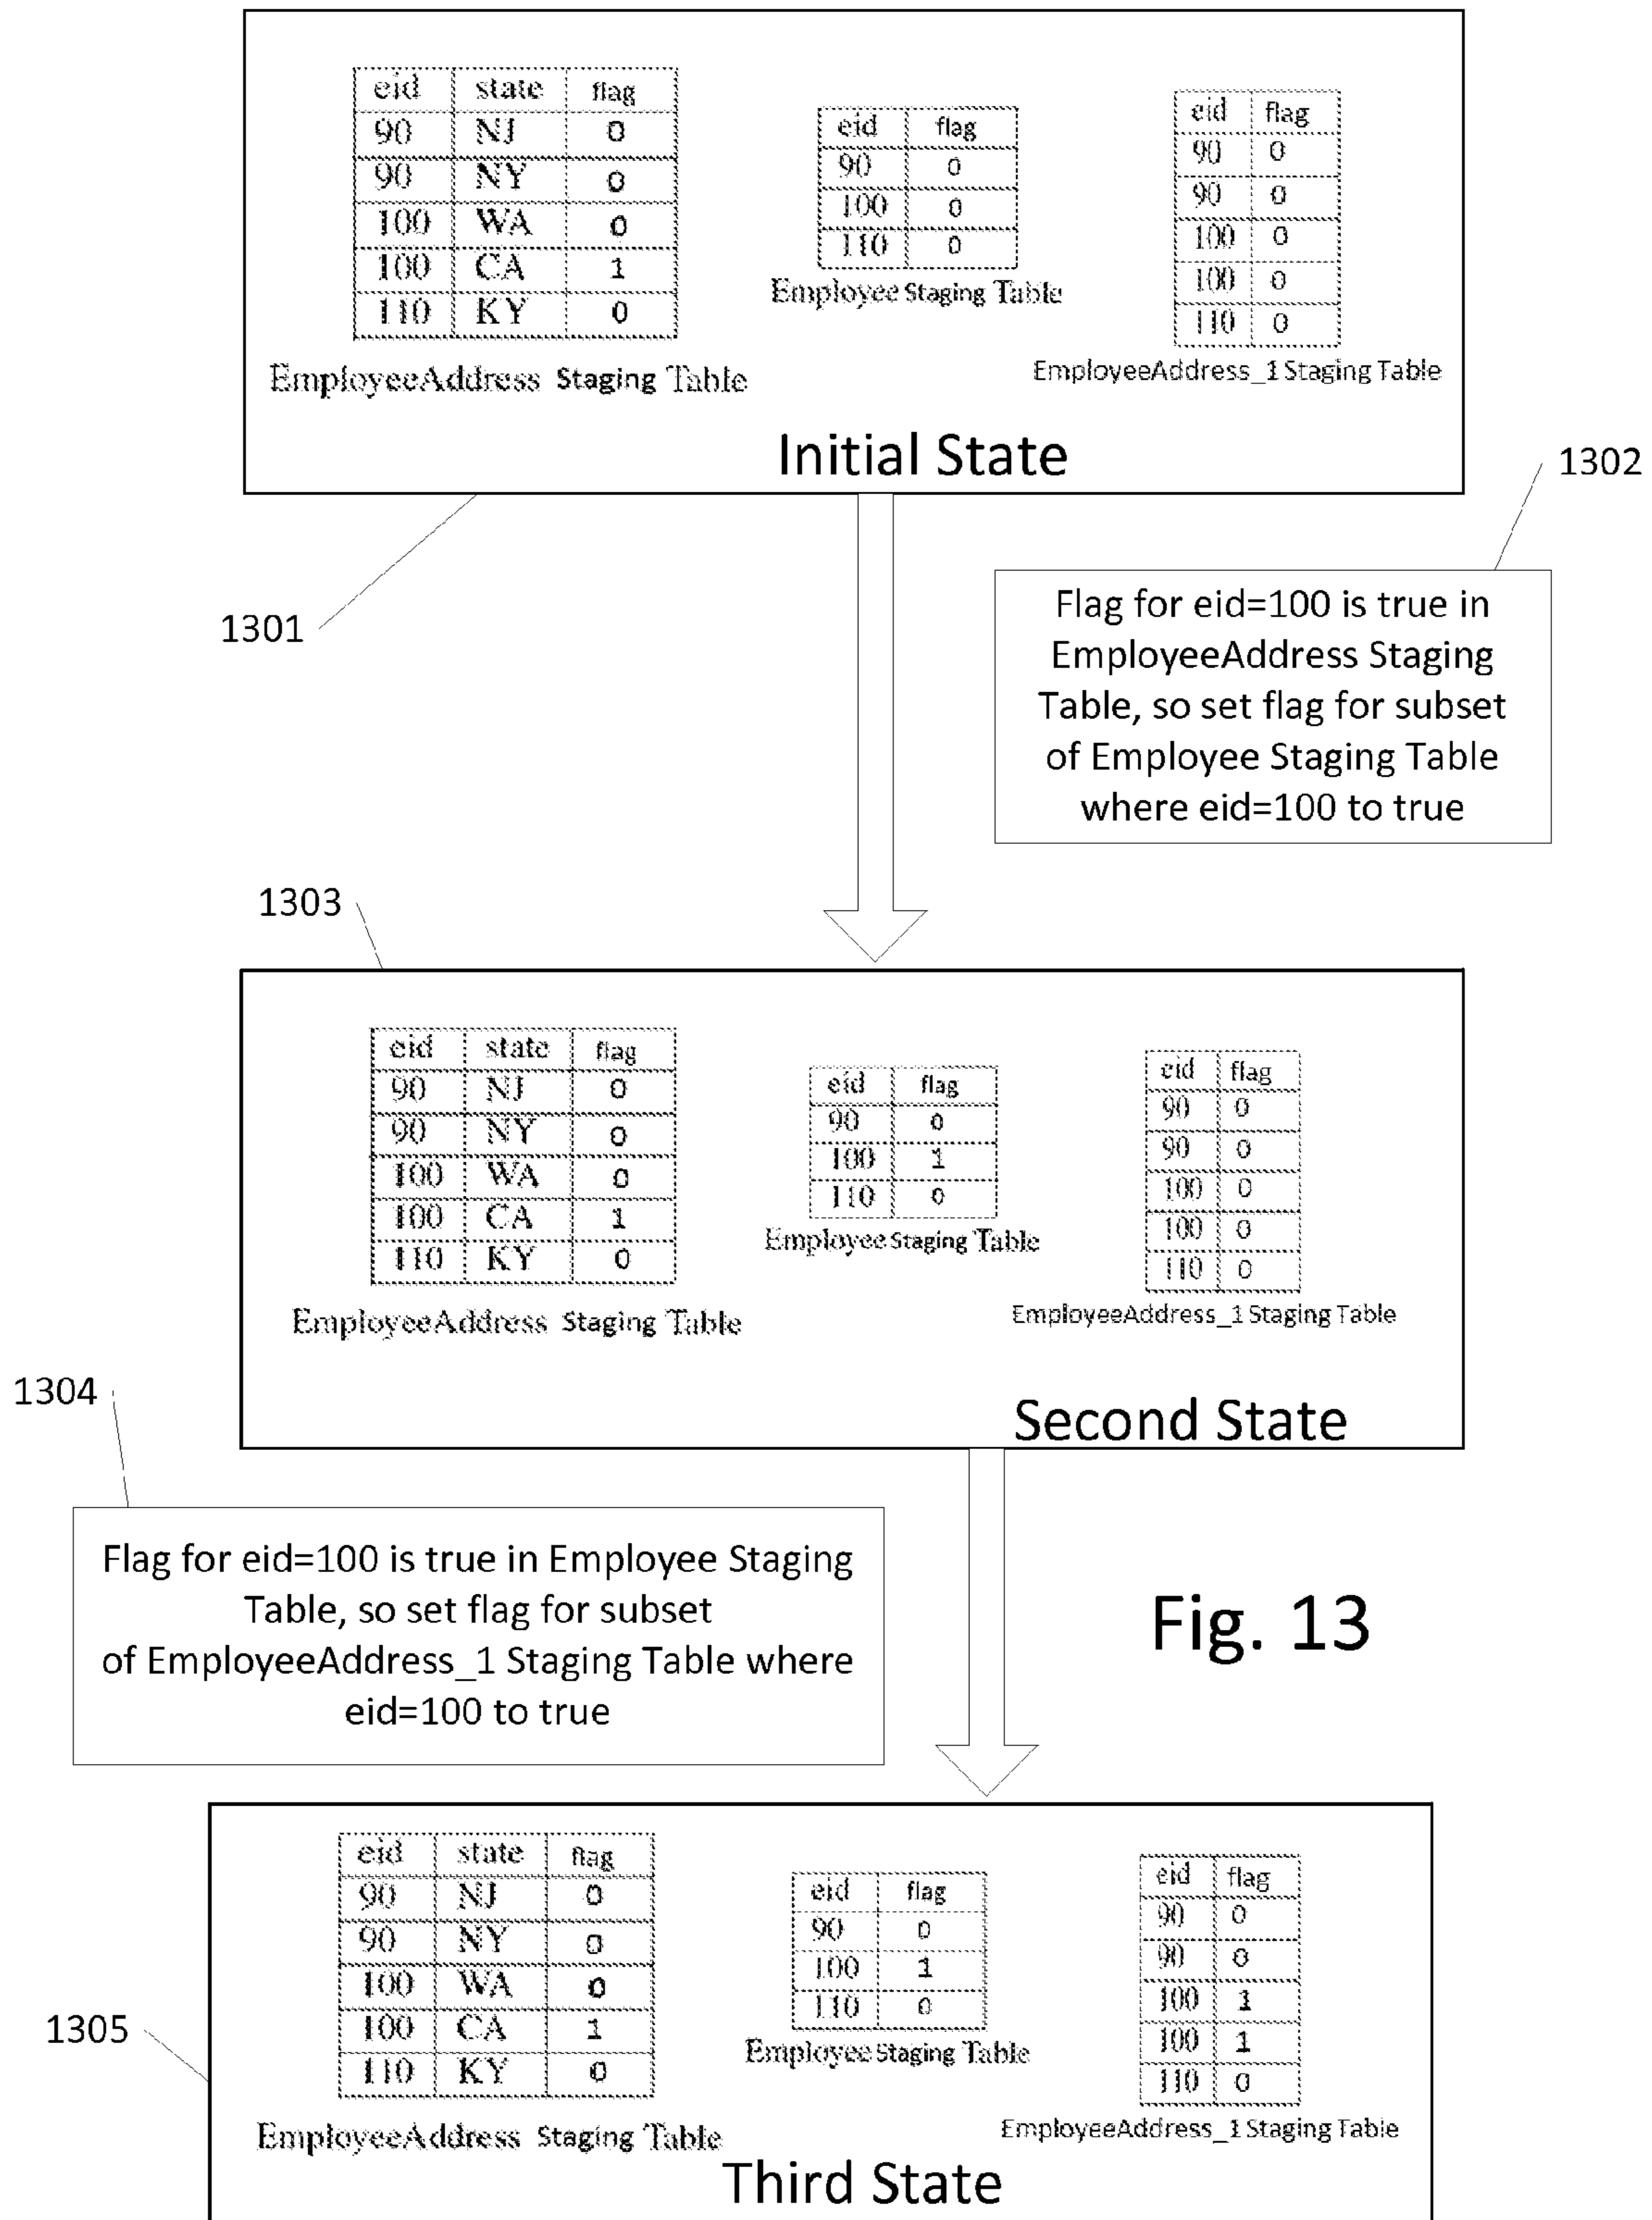 eid state flag
90 NJ 0
90 NY 0
100 WA 0
100 CA 1
110 KY 0
EmployeeAddress Staging Table
eid flag
90 0
100 0
110 0
Employee Staging Table
eid flag
90 0
90 0
100 0
100 0
110 0
EmployeeAddress_1 Staging Table
Initial State
1301
1302
Flag for eid=100 is true in
EmployeeAddress Staging
Table, so set flag for subset
of Employee Staging Table
where eid=100 to true
1303
eid state flag
90 NJ 0
90 NY 0
100 WA 0
100 CA 1
110 KY 0
EmployeeAddress Staging Table
eid flag
90 0
100 1
110 0
Employee Staging Table
eid flag
90 0
90 0
100 0
100 0
110 0
EmployeeAddress_1 Staging Table
Second State
1304
Flag for eid=100 is true in Employee Staging
Table, so set flag for subset
of EmployeeAddress_1 Staging Table where
eid=100 to true
Fig. 13
1305
eid state flag
90 NJ 0
90 NY 0
100 WA 0
100 CA 1
110 KY 0
EmployeeAddress Staging Table
eid flag
90 0
100 1
110 0
Employee Staging Table
eid flag
90 0
90 0
100 1
100 1
110 0
EmployeeAddress_1 Staging Table
Third State